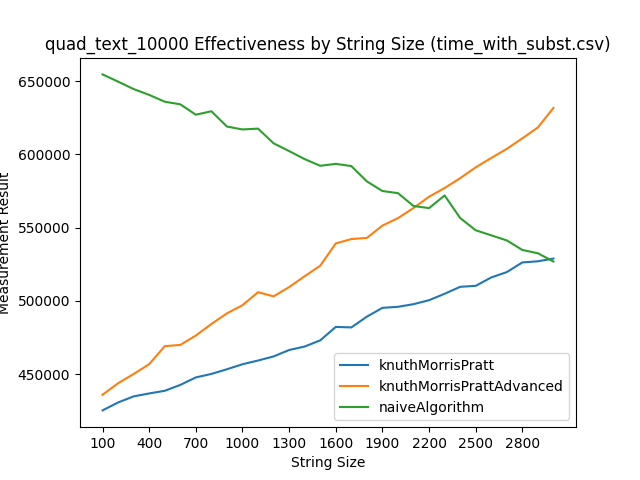 quad_text_10000 Effectiveness by String Size (time_with_subst.csv)
650000
600000
550000
500000
450000
Measurement Result
knuthMorrisPratt
knuthMorrisPrattAdvanced
naiveAlgorithm
100 400 700 1000 1300 1600 1900 2200 2500 2800
String Size